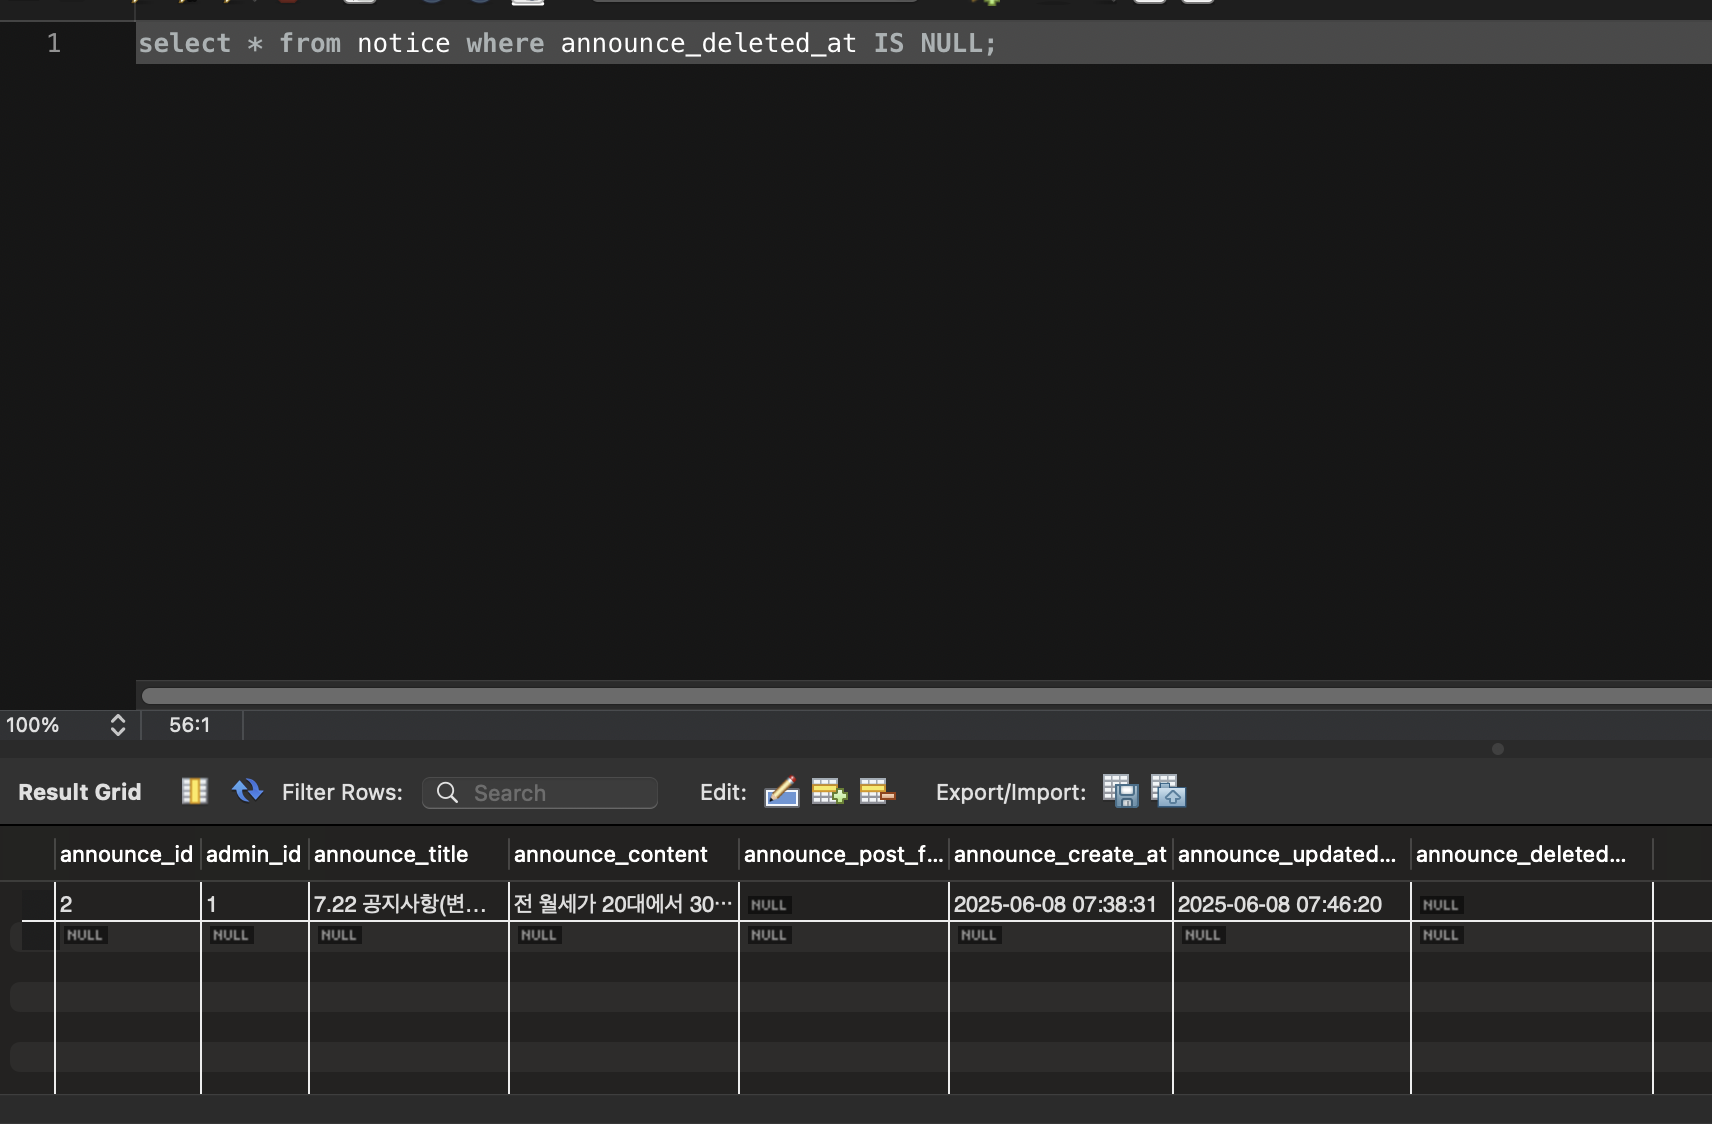 1 select * from notice where announce_deleted_at IS NULL;
100% 56:1
Result Grid Filter Rows: Search Edit: Export/Import:
announce_id admin_id announce_title announce_content announce_post_f... announce_create_at announce_updated... announce_deleted...
2 1 7.22 공지사항(변... 전 월세가 20대에서 30… NULL 2025-06-08 07:38:31 2025-06-08 07:46:20 NULL
NULL NULL NULL NULL NULL NULL NULL NULL